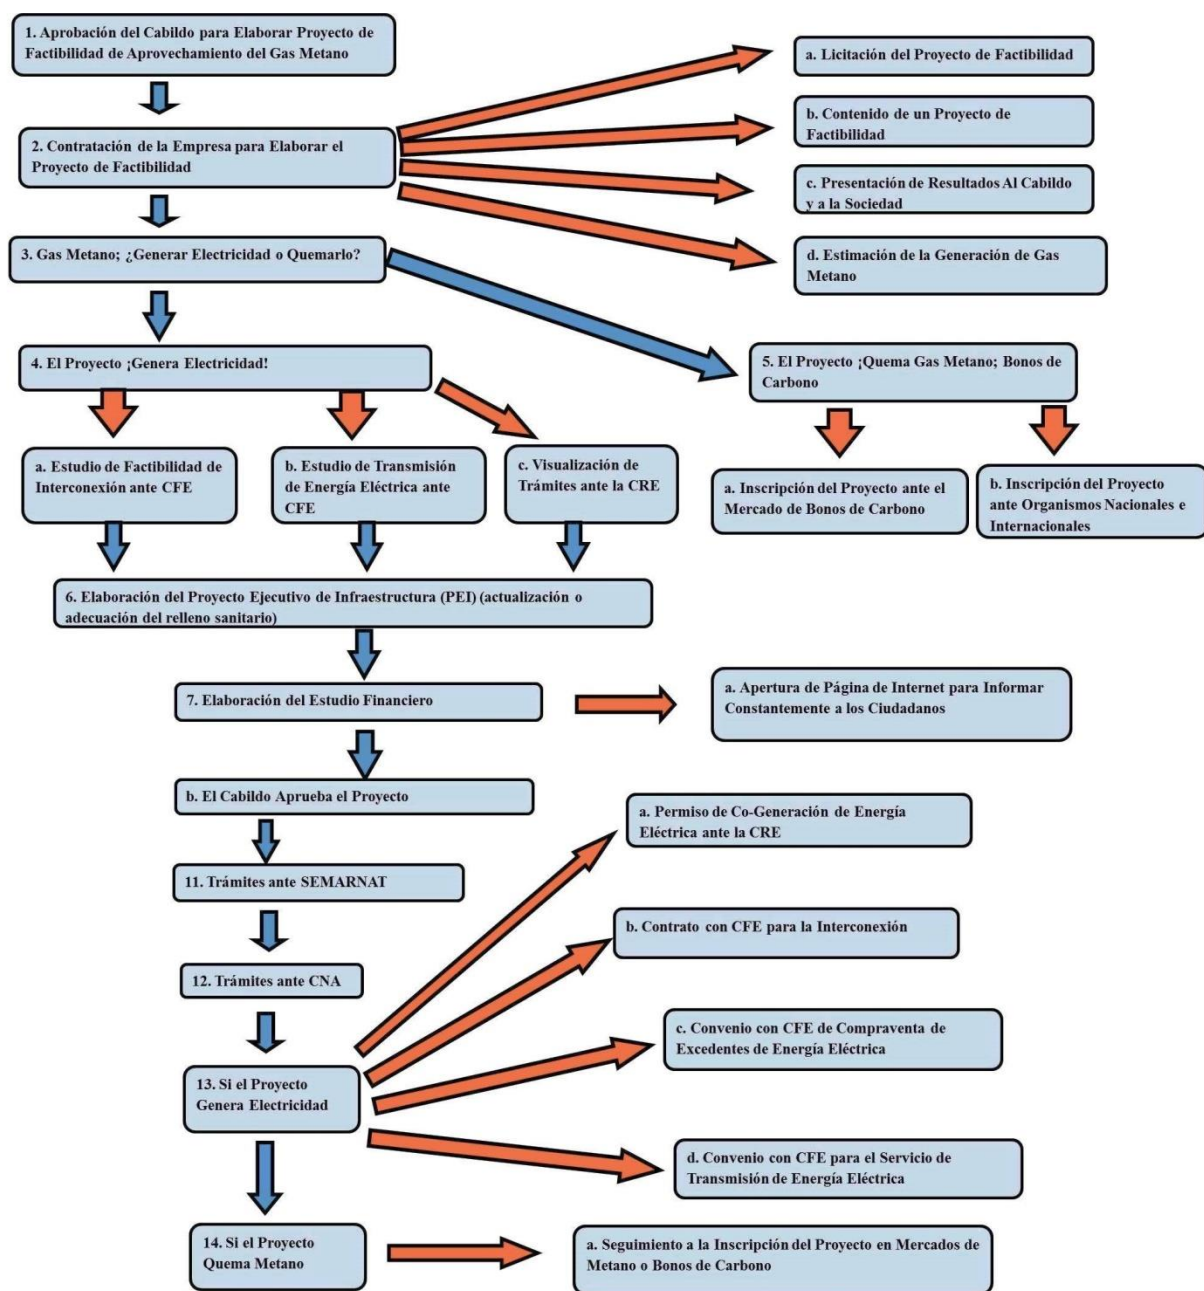 1. Aprobación del Cabildo para Elaborar Proyecto de
Factibilidad de Aprovechamiento del Gas Metano
a. Licitación del Proyecto de Factibilidad
b. Contenido de un Proyecto de
Factibilidad
2. Contratación de la Empresa para Elaborar el
Proyecto de Factibilidad
c. Presentación de Resultados Al Cabildo
y a la Sociedad
3. Gas Metano; ¿Generar Electricidad o Quemarlo?
d. Estimación de la Generación de Gas
Metano
4. El Proyecto ¡Genera Electricidad!
5. El Proyecto ¡Quema Gas Metano; Bonos de
Carbono
a. Estudio de Factibilidad de
Interconexión ante CFE
b. Estudio de Transmisión
de Energía Eléctrica ante
CFE
c. Visualización de
Trámites ante la CRE
a. Inscripción del Proyecto ante el
Mercado de Bonos de Carbono
b. Inscripción del Proyecto
ante Organismos Nacionales e
Internacionales
6. Elaboración del Proyecto Ejecutivo de Infraestructura (PEI) (actualización o
adecuación del relleno sanitario)
7. Elaboración del Estudio Financiero
a. Apertura de Página de Internet para Informar
Constantemente a los Ciudadanos
b. El Cabildo Aprueba el Proyecto
a. Permiso de Co-Generación de Energía
Eléctrica ante la CRE
11. Trámites ante SEMARNAT
b. Contrato con CFE para la Interconexión
12. Trámites ante CNA
c. Convenio con CFE de Compraventa de
Excedentes de Energía Eléctrica
13. Si el Proyecto
Genera Electricidad
d. Convenio con CFE para el Servicio de
Transmisión de Energía Eléctrica
14. Si el Proyecto
Quema Metano
a. Seguimiento a la Inscripción del Proyecto en Mercados de
Metano o Bonos de Carbono